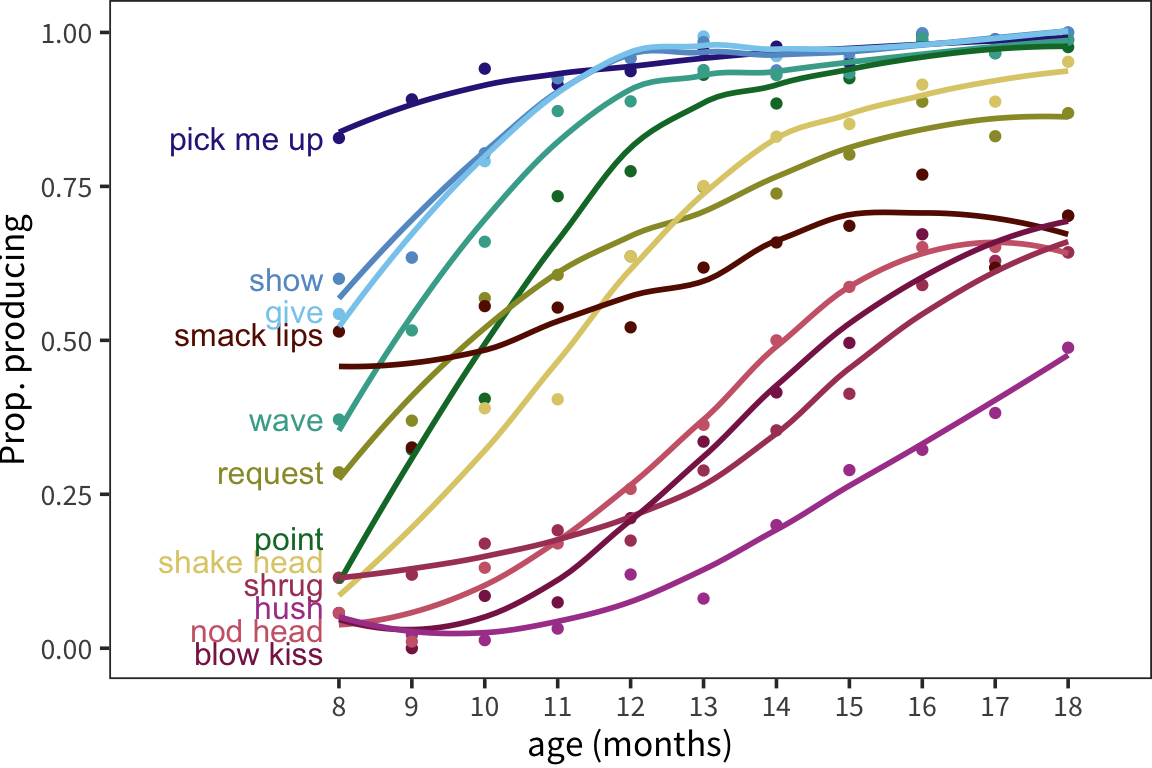 Prop. producing
1.00
0.75
0.50
0.25
0.00
pick me up
show
give
smack lips
wave
request
point
shake head
shrug
hush
nod head
blow kiss
8 9 10 11 12 13 14 15 16 17 18
age (months)